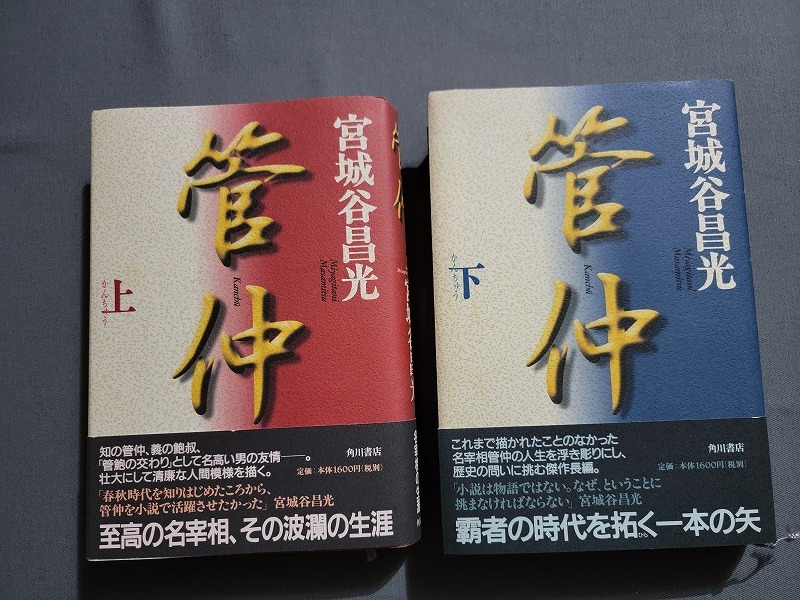 宮城谷昌光
Miyagitani
Masamitsu
管仲
Kanchū
上
かんちゅう
知の管仲、義の鮑叔、
「管鮑の交わり」として名高い男の友情――。
壮大にして清廉な人間模様を描く。
角川書店
定価：本体1600円(税別)
「春秋時代を知りはじめたころから、
管仲を小説で活躍させたかった」宮城谷昌光
至高の名宰相、その波瀾の生涯
管仲
宮城谷昌光
宮城谷昌光
Miyagitani
Masamitsu
管仲
Kanchū
下
かんちゅう
これまで描かれたことのなかった
名宰相管仲の人生を浮き彫りにし、
歴史の問いに挑む傑作長編。
角川書店
定価：本体1600円(税別)
「小説は物語ではない。なぜ、ということに
挑まなければならない」宮城谷昌光
覇者の時代を拓く一本の矢
ひら